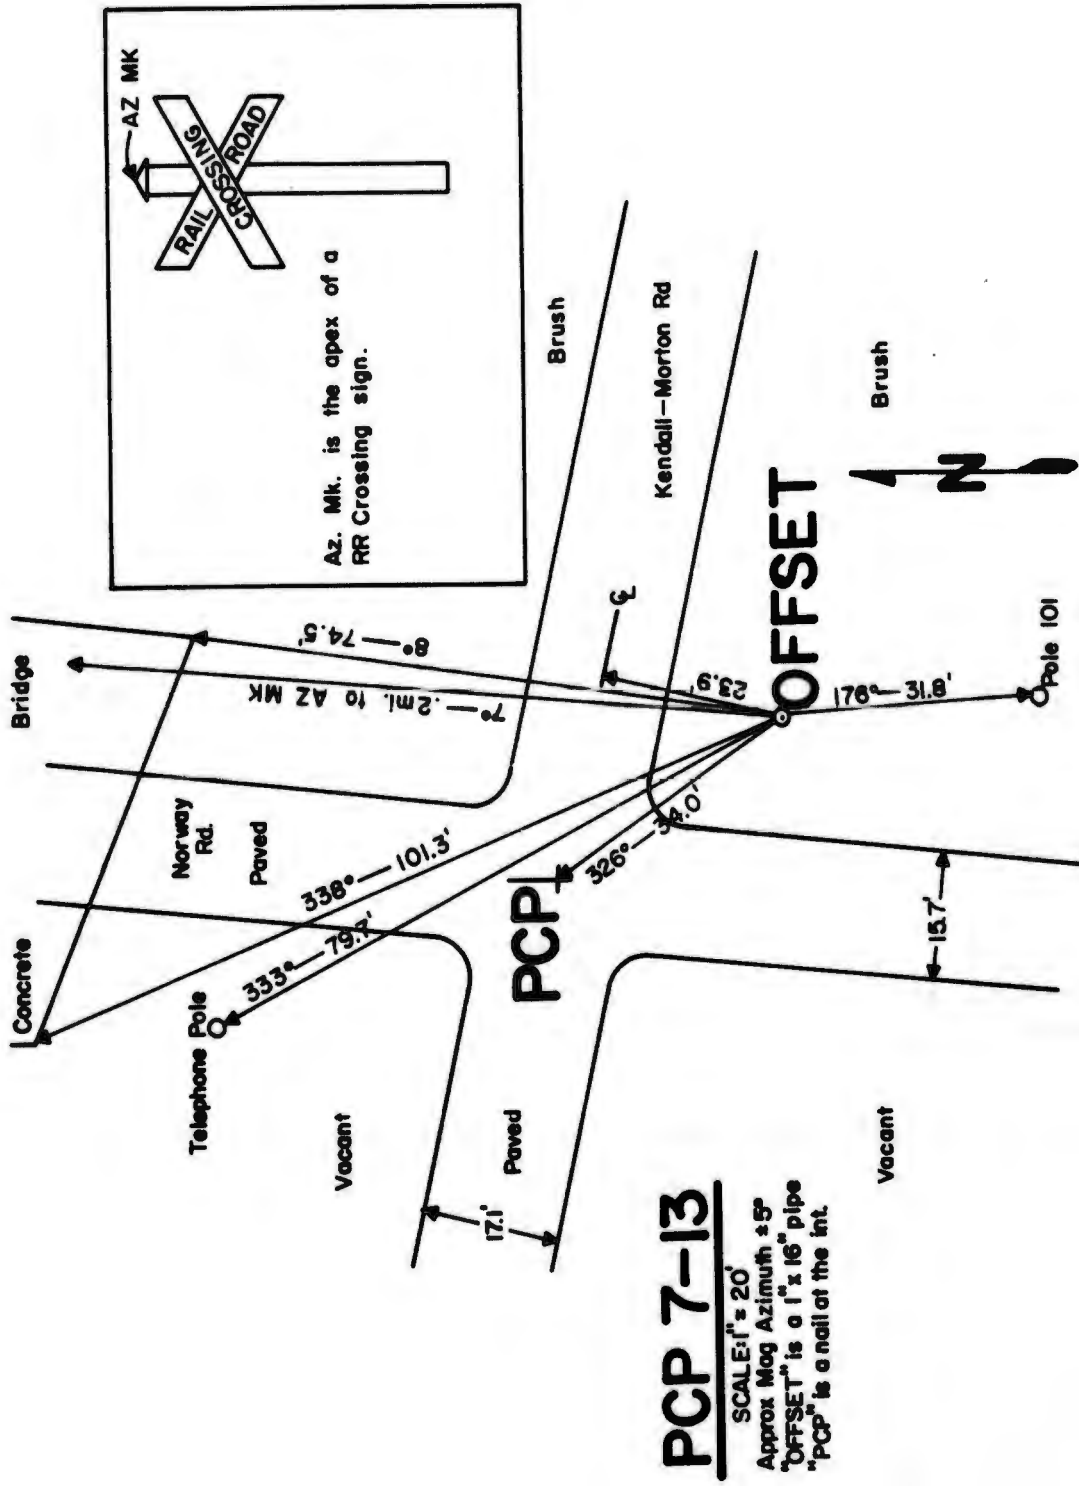 AZ MK
RAIL ROAD
CROSSING
Az. Mk. is the apex of a
RR Crossing sign.
Bridge
Concrete
Norway
Rd.
Paved
Telephone Pole
Vacant
338° — 101.3'
333° — 79.7'
7° — .2mi. to AZ MK
8° — 74.5'
Brush
Kendall-Morton Rd
℄
23.9'
PCP
326° — 34.0'
OFFSET
176° — 31.8'
Pole 101
Brush
N
15.7'
Paved
17.1'
Vacant
PCP 7-13
SCALE: 1" = 20'
Approx Mag Azimuth ±5°
"OFFSET" is a 1" x 16" pipe
"PCP" is a nail at the int.